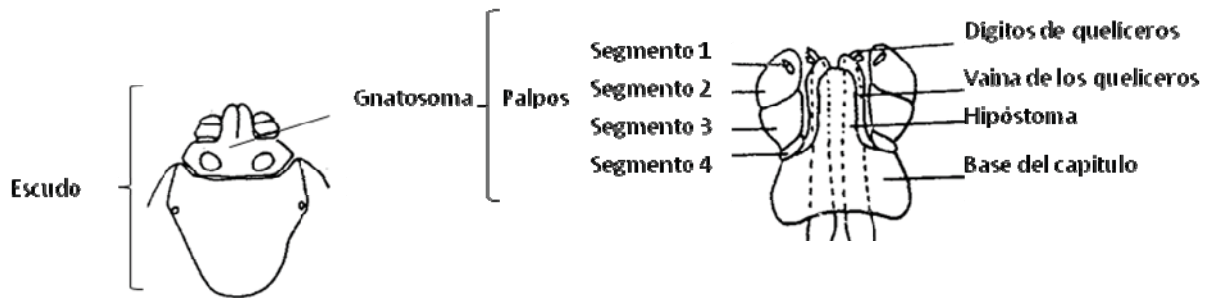 Escudo
Gnatosoma
Palpos
Segmento 1
Segmento 2
Segmento 3
Segmento 4
Dígitos de quelíceros
Vaina de los quelíceros
Hipóstoma
Base del capitulo